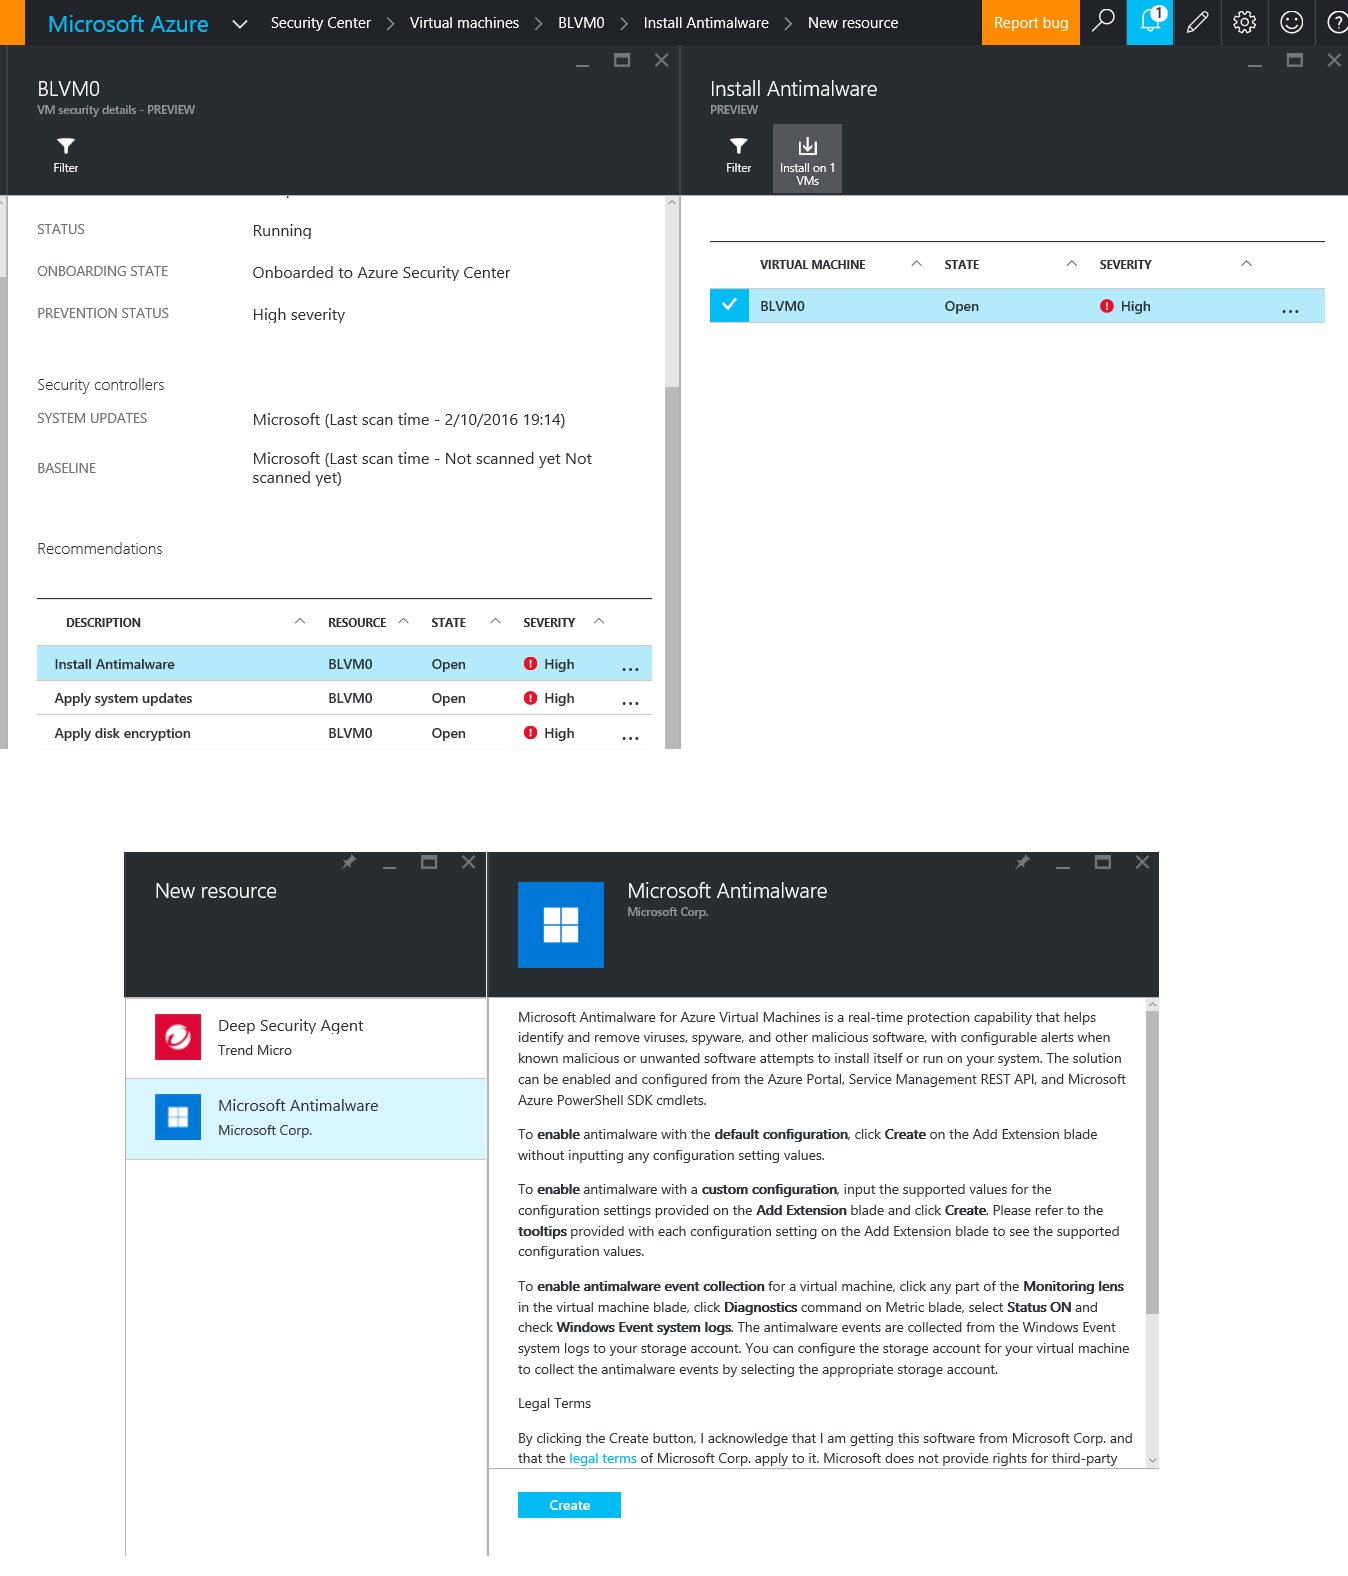 Microsoft Azure Security Center Virtual machines BLVM0 Install Antimalware New resource Report bug 1
BLVM0
VM security details - PREVIEW
Filter
STATUS Running
ONBOARDING STATE Onboarded to Azure Security Center
PREVENTION STATUS High severity
Security controllers
SYSTEM UPDATES Microsoft (Last scan time - 2/10/2016 19:14)
BASELINE Microsoft (Last scan time - Not scanned yet Not
scanned yet)
Recommendations
DESCRIPTION RESOURCE STATE SEVERITY
Install Antimalware BLVM0 Open High ...
Apply system updates BLVM0 Open High ...
Apply disk encryption BLVM0 Open High ...
Install Antimalware
PREVIEW
Filter
Install on 1
VMs
VIRTUAL MACHINE STATE SEVERITY
BLVM0 Open High ...
New resource
Deep Security Agent
Trend Micro
Microsoft Antimalware
Microsoft Corp.
Microsoft Antimalware
Microsoft Corp.
Microsoft Antimalware for Azure Virtual Machines is a real-time protection capability that helps
identify and remove viruses, spyware, and other malicious software, with configurable alerts when
known malicious or unwanted software attempts to install itself or run on your system. The solution
can be enabled and configured from the Azure Portal, Service Management REST API, and Microsoft
Azure PowerShell SDK cmdlets.
To enable antimalware with the default configuration, click Create on the Add Extension blade
without inputting any configuration setting values.
To enable antimalware with a custom configuration, input the supported values for the
configuration settings provided on the Add Extension blade and click Create. Please refer to the
tooltips provided with each configuration setting on the Add Extension blade to see the supported
configuration values.
To enable antimalware event collection for a virtual machine, click any part of the Monitoring lens
in the virtual machine blade, click Diagnostics command on Metric blade, select Status ON and
check Windows Event system logs. The antimalware events are collected from the Windows Event
system logs to your storage account. You can configure the storage account for your virtual machine
to collect the antimalware events by selecting the appropriate storage account.
Legal Terms
By clicking the Create button, I acknowledge that I am getting this software from Microsoft Corp. and
that the legal terms of Microsoft Corp. apply to it. Microsoft does not provide rights for third-party
Create